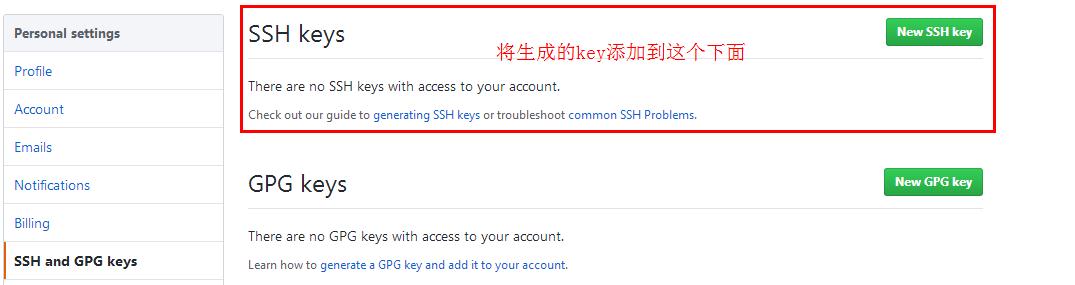 Personal settings
Profile
Account
Emails
Notifications
Billing
SSH and GPG keys
SSH keys
New SSH key
将生成的key添加到这个下面
There are no SSH keys with access to your account.
Check out our guide to generating SSH keys or troubleshoot common SSH Problems.
GPG keys
New GPG key
There are no GPG keys with access to your account.
Learn how to generate a GPG key and add it to your account.